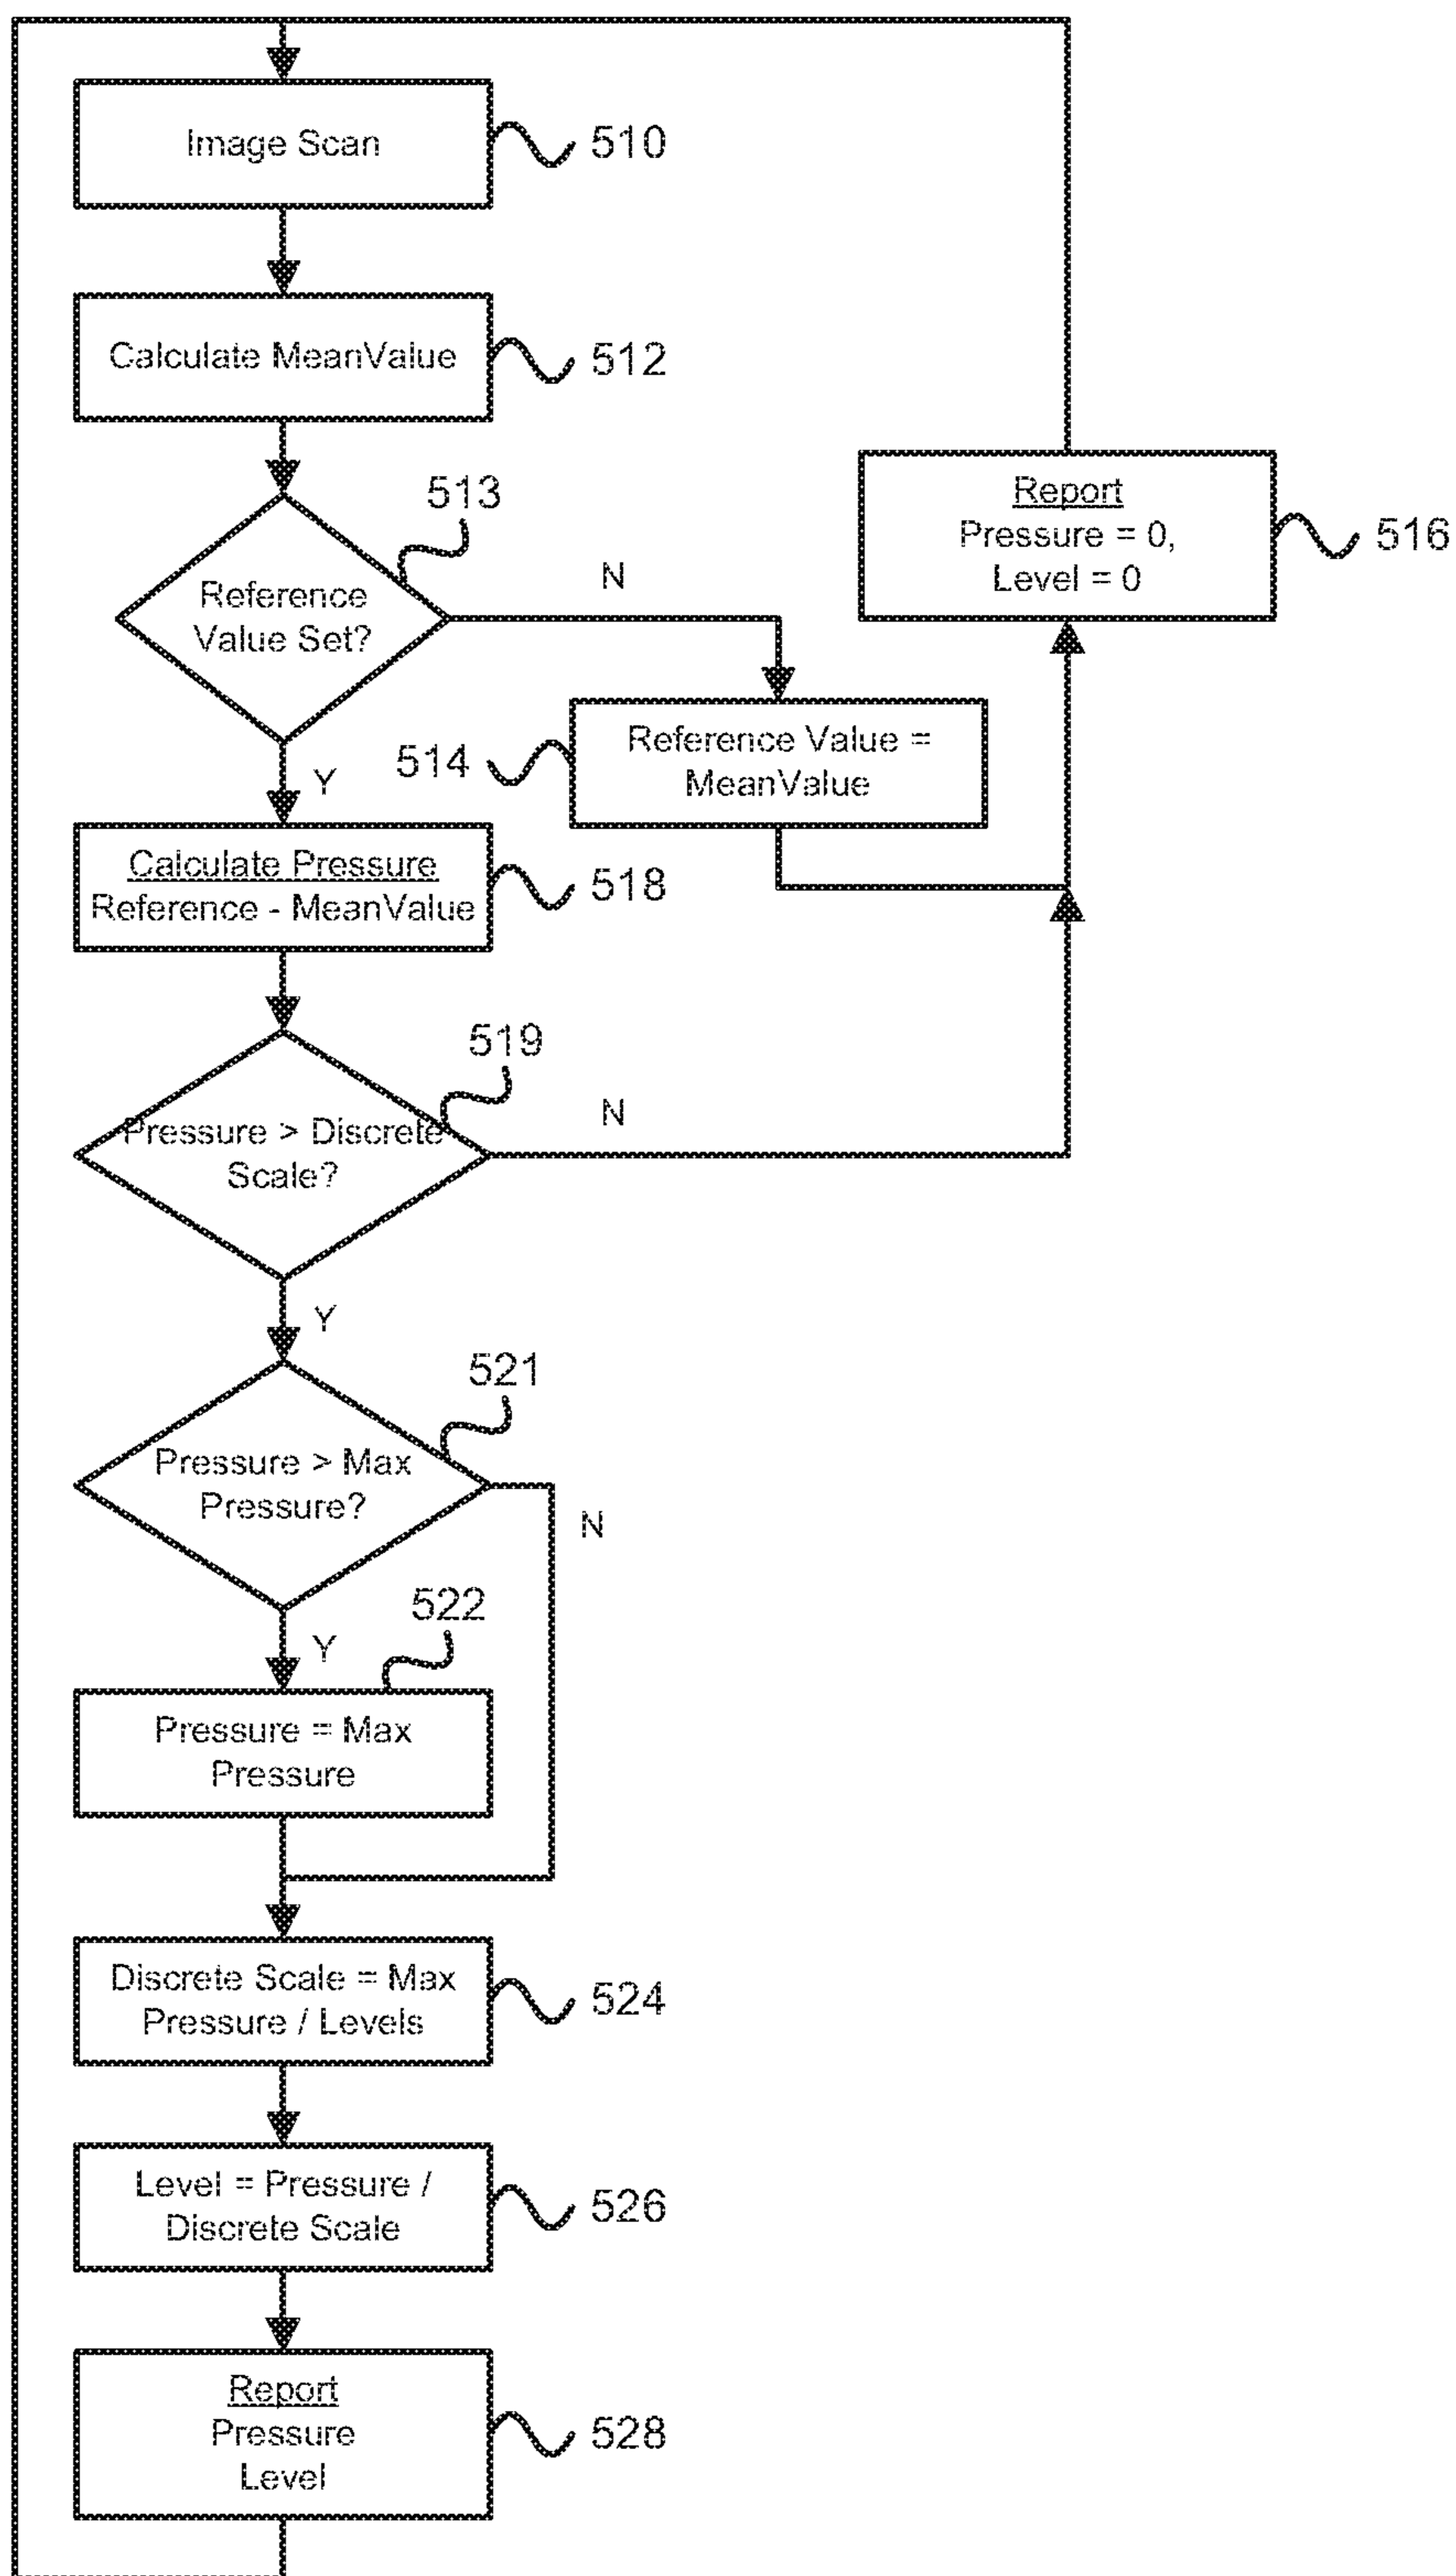 Image Scan
510
Calculate MeanValue
512
513
Reference
Value Set?
N
Y
Report
Pressure = 0,
Level = 0
516
514
Reference Value =
MeanValue
Calculate Pressure
Reference - MeanValue
518
519
Pressure > Discrete
Scale?
N
Y
521
Pressure > Max
Pressure?
N
Y
522
Pressure = Max
Pressure
Discrete Scale = Max
Pressure / Levels
524
Level = Pressure /
Discrete Scale
526
Report
Pressure
Level
528